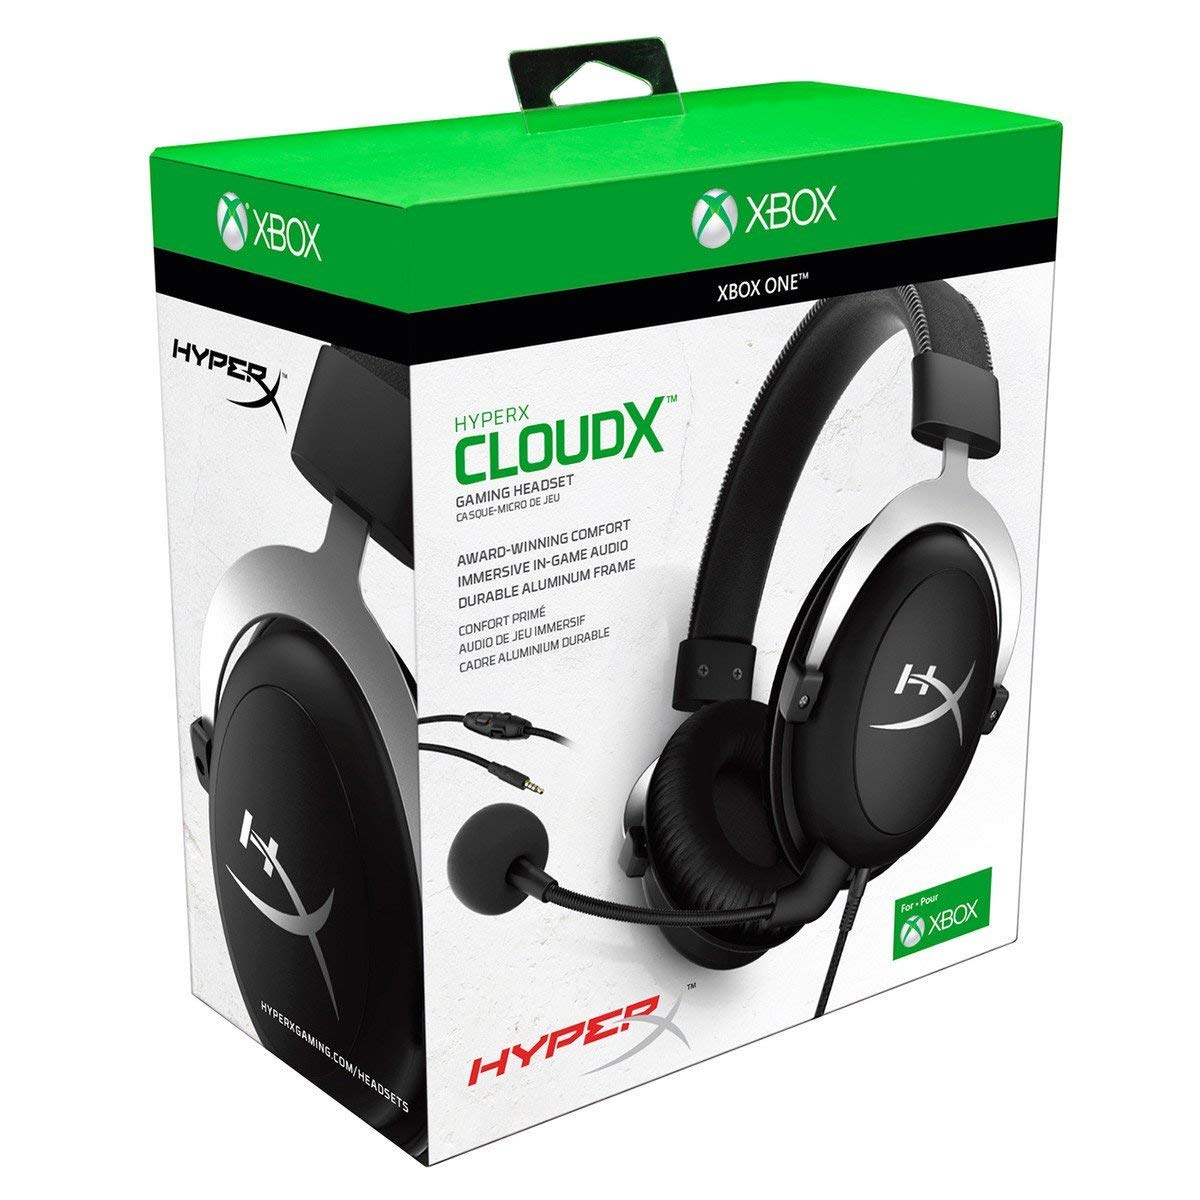 XBOX
XBOX
XBOX ONE™
HYPERX™
HYPERX
CLOUDX™
GAMING HEADSET
CASQUE-MICRO DE JEU
AWARD-WINNING COMFORT
IMMERSIVE IN-GAME AUDIO
DURABLE ALUMINUM FRAME
CONFORT PRIMÉ
AUDIO DE JEU IMMERSIF
CADRE ALUMINIUM DURABLE
HX
HX
For • Pour
XBOX
HYPERX™
HYPERXGAMING.COM/HEADSETS